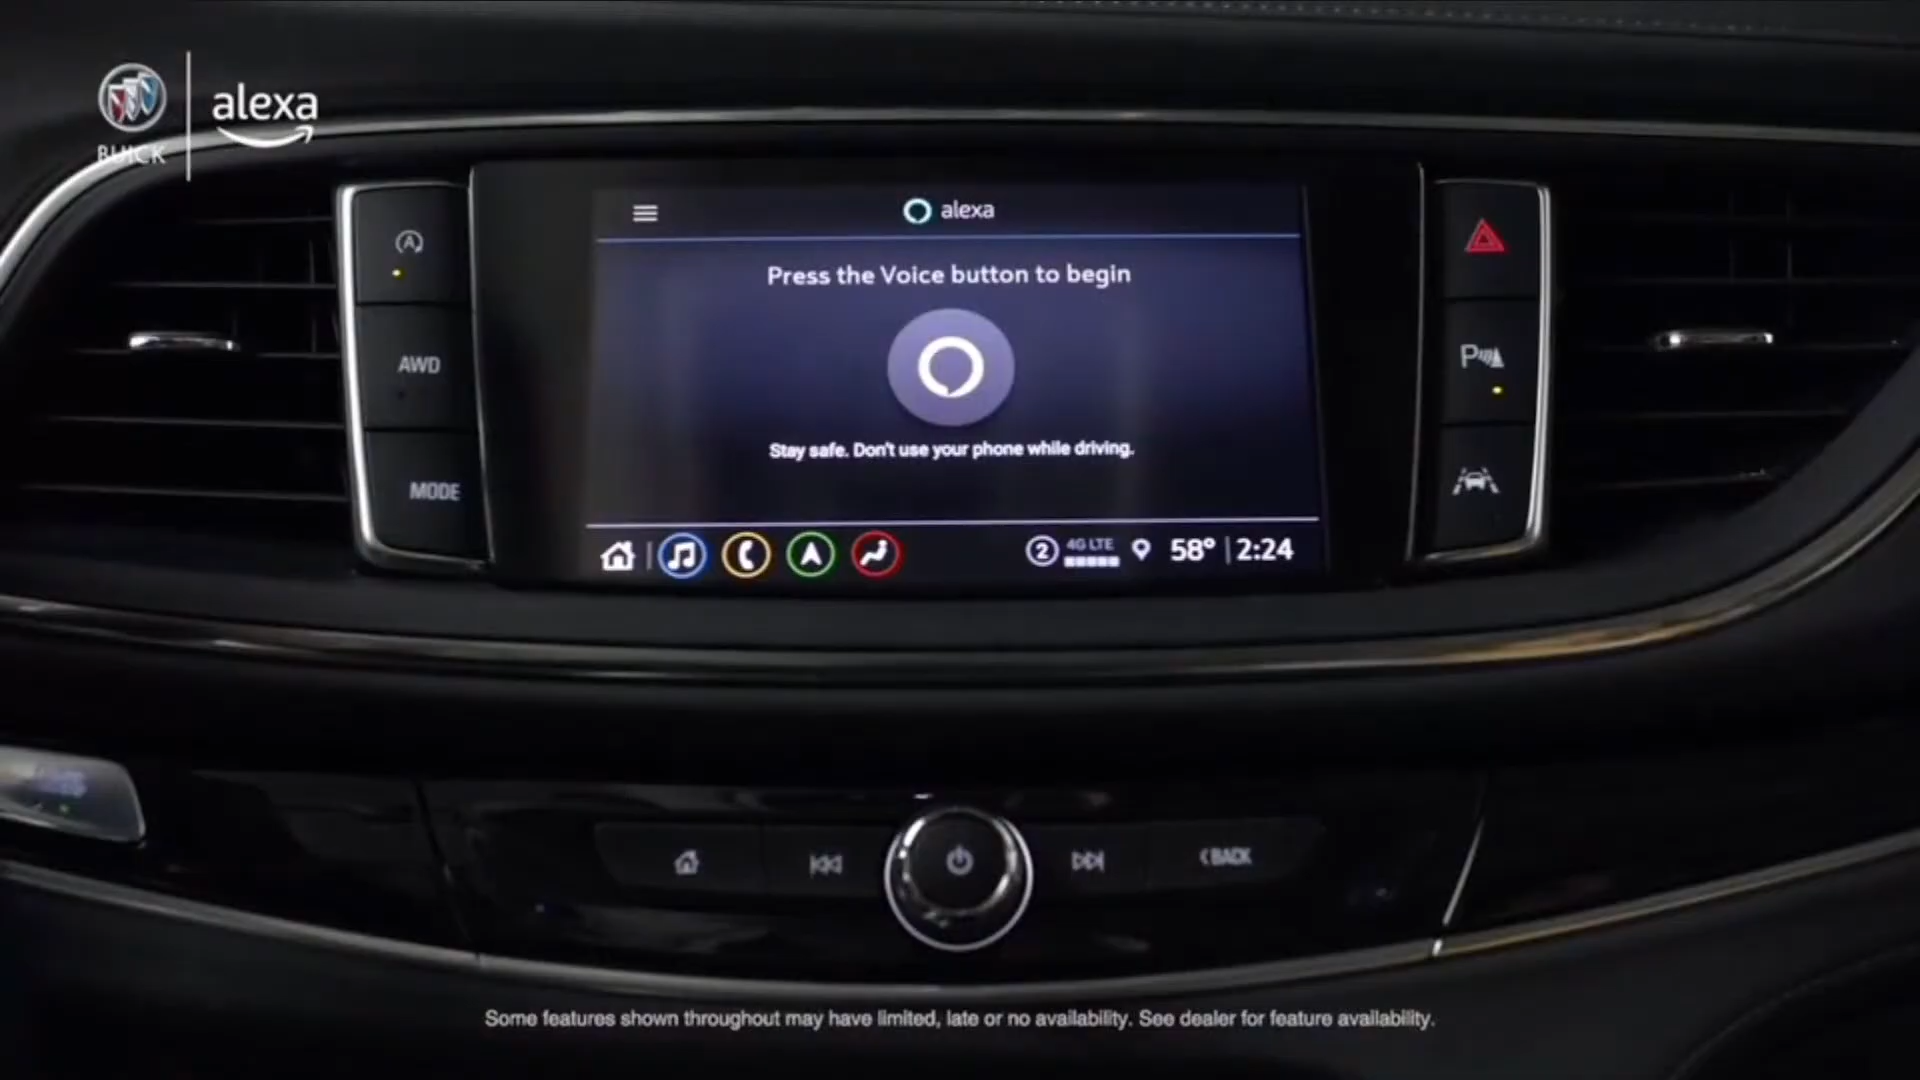 BUICK
alexa
alexa
Press the Voice button to begin
Stay safe. Don't use your phone while driving.
AWD
MODE
P
2
4G LTE
58°
2:24
BACK
Some features shown throughout may have limited, late or no availability. See dealer for feature availability.